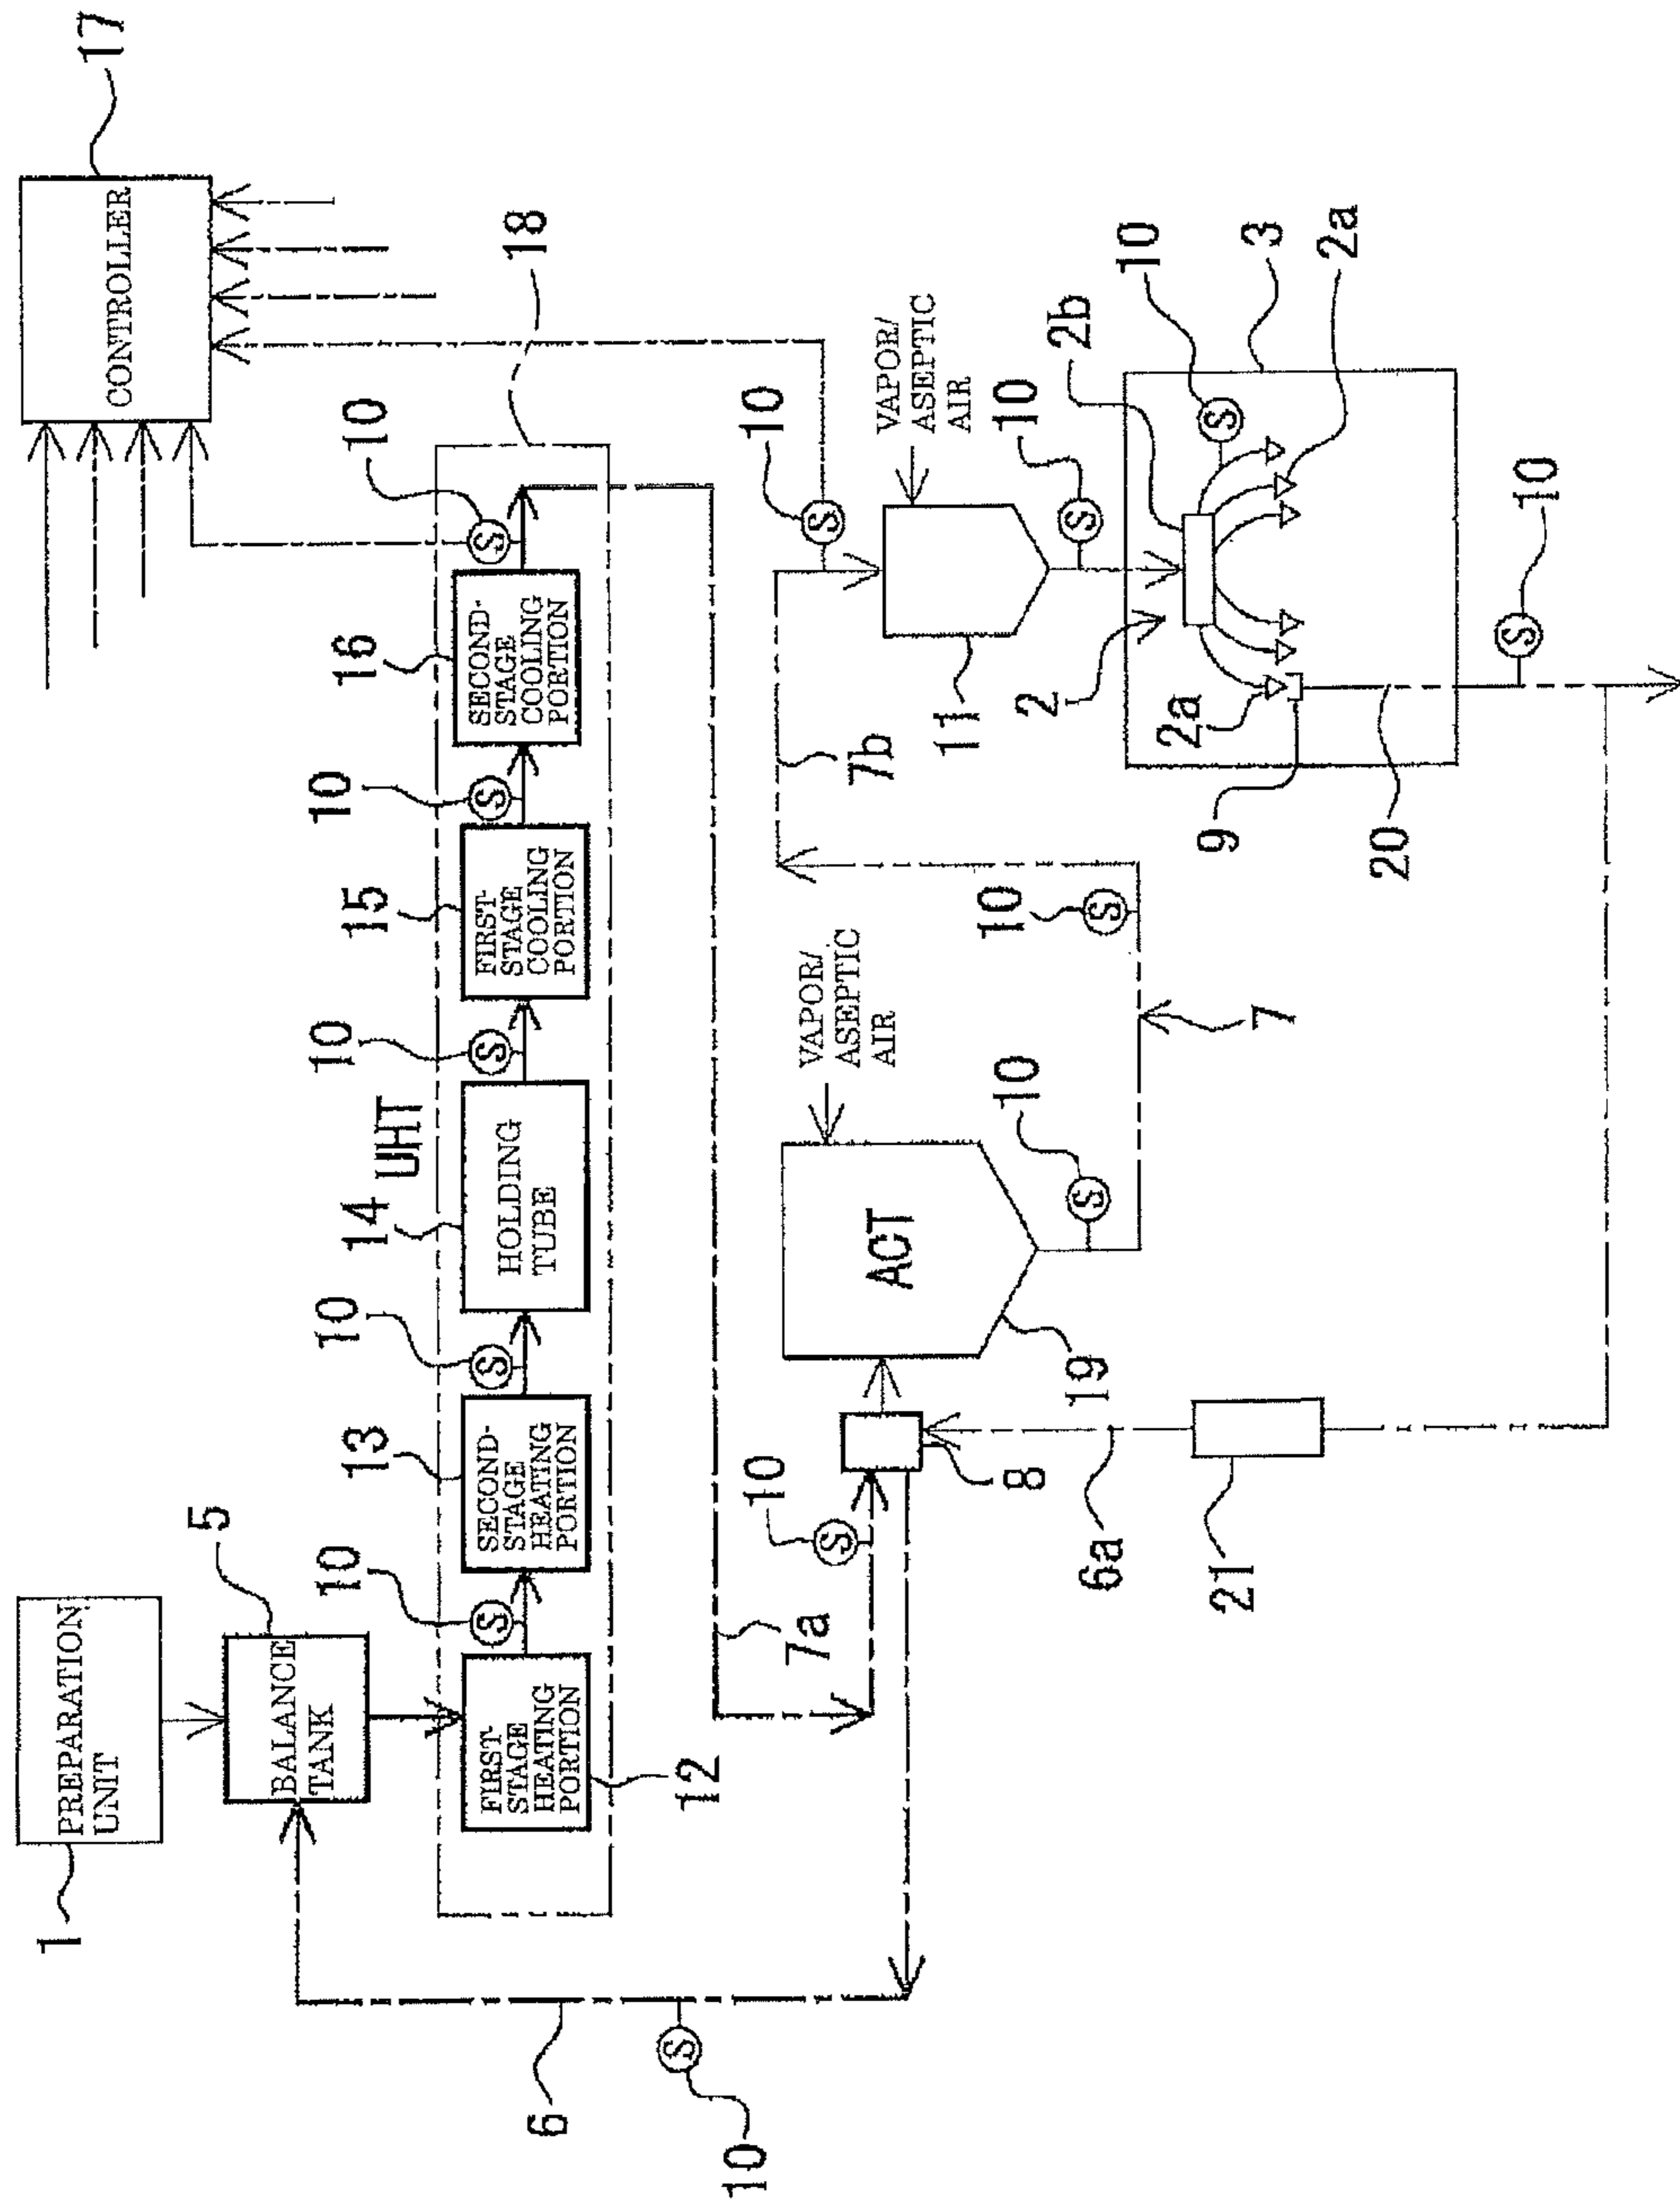 17
CONTROLLER
18
PREPARATION
UNIT
1
5
BALANCE
TANK
UHT
10
FIRST-
STAGE
HEATING
PORTION
12
10
SECOND-
STAGE
HEATING
PORTION
13
10
HOLDING
TUBE
14
10
FIRST-
STAGE
COOLING
PORTION
15
10
SECOND-
STAGE
COOLING
PORTION
16
10
S
S
S
S
S
S
6
S
10
7a
10
S
8
6a
21
ACT
19
VAPOR/
ASEPTIC
AIR
10
S
7
10
S
7b
10
S
VAPOR/
ASEPTIC
AIR
11
10
S
2
2b
10
S
3
2a
2a
9
20
10
S